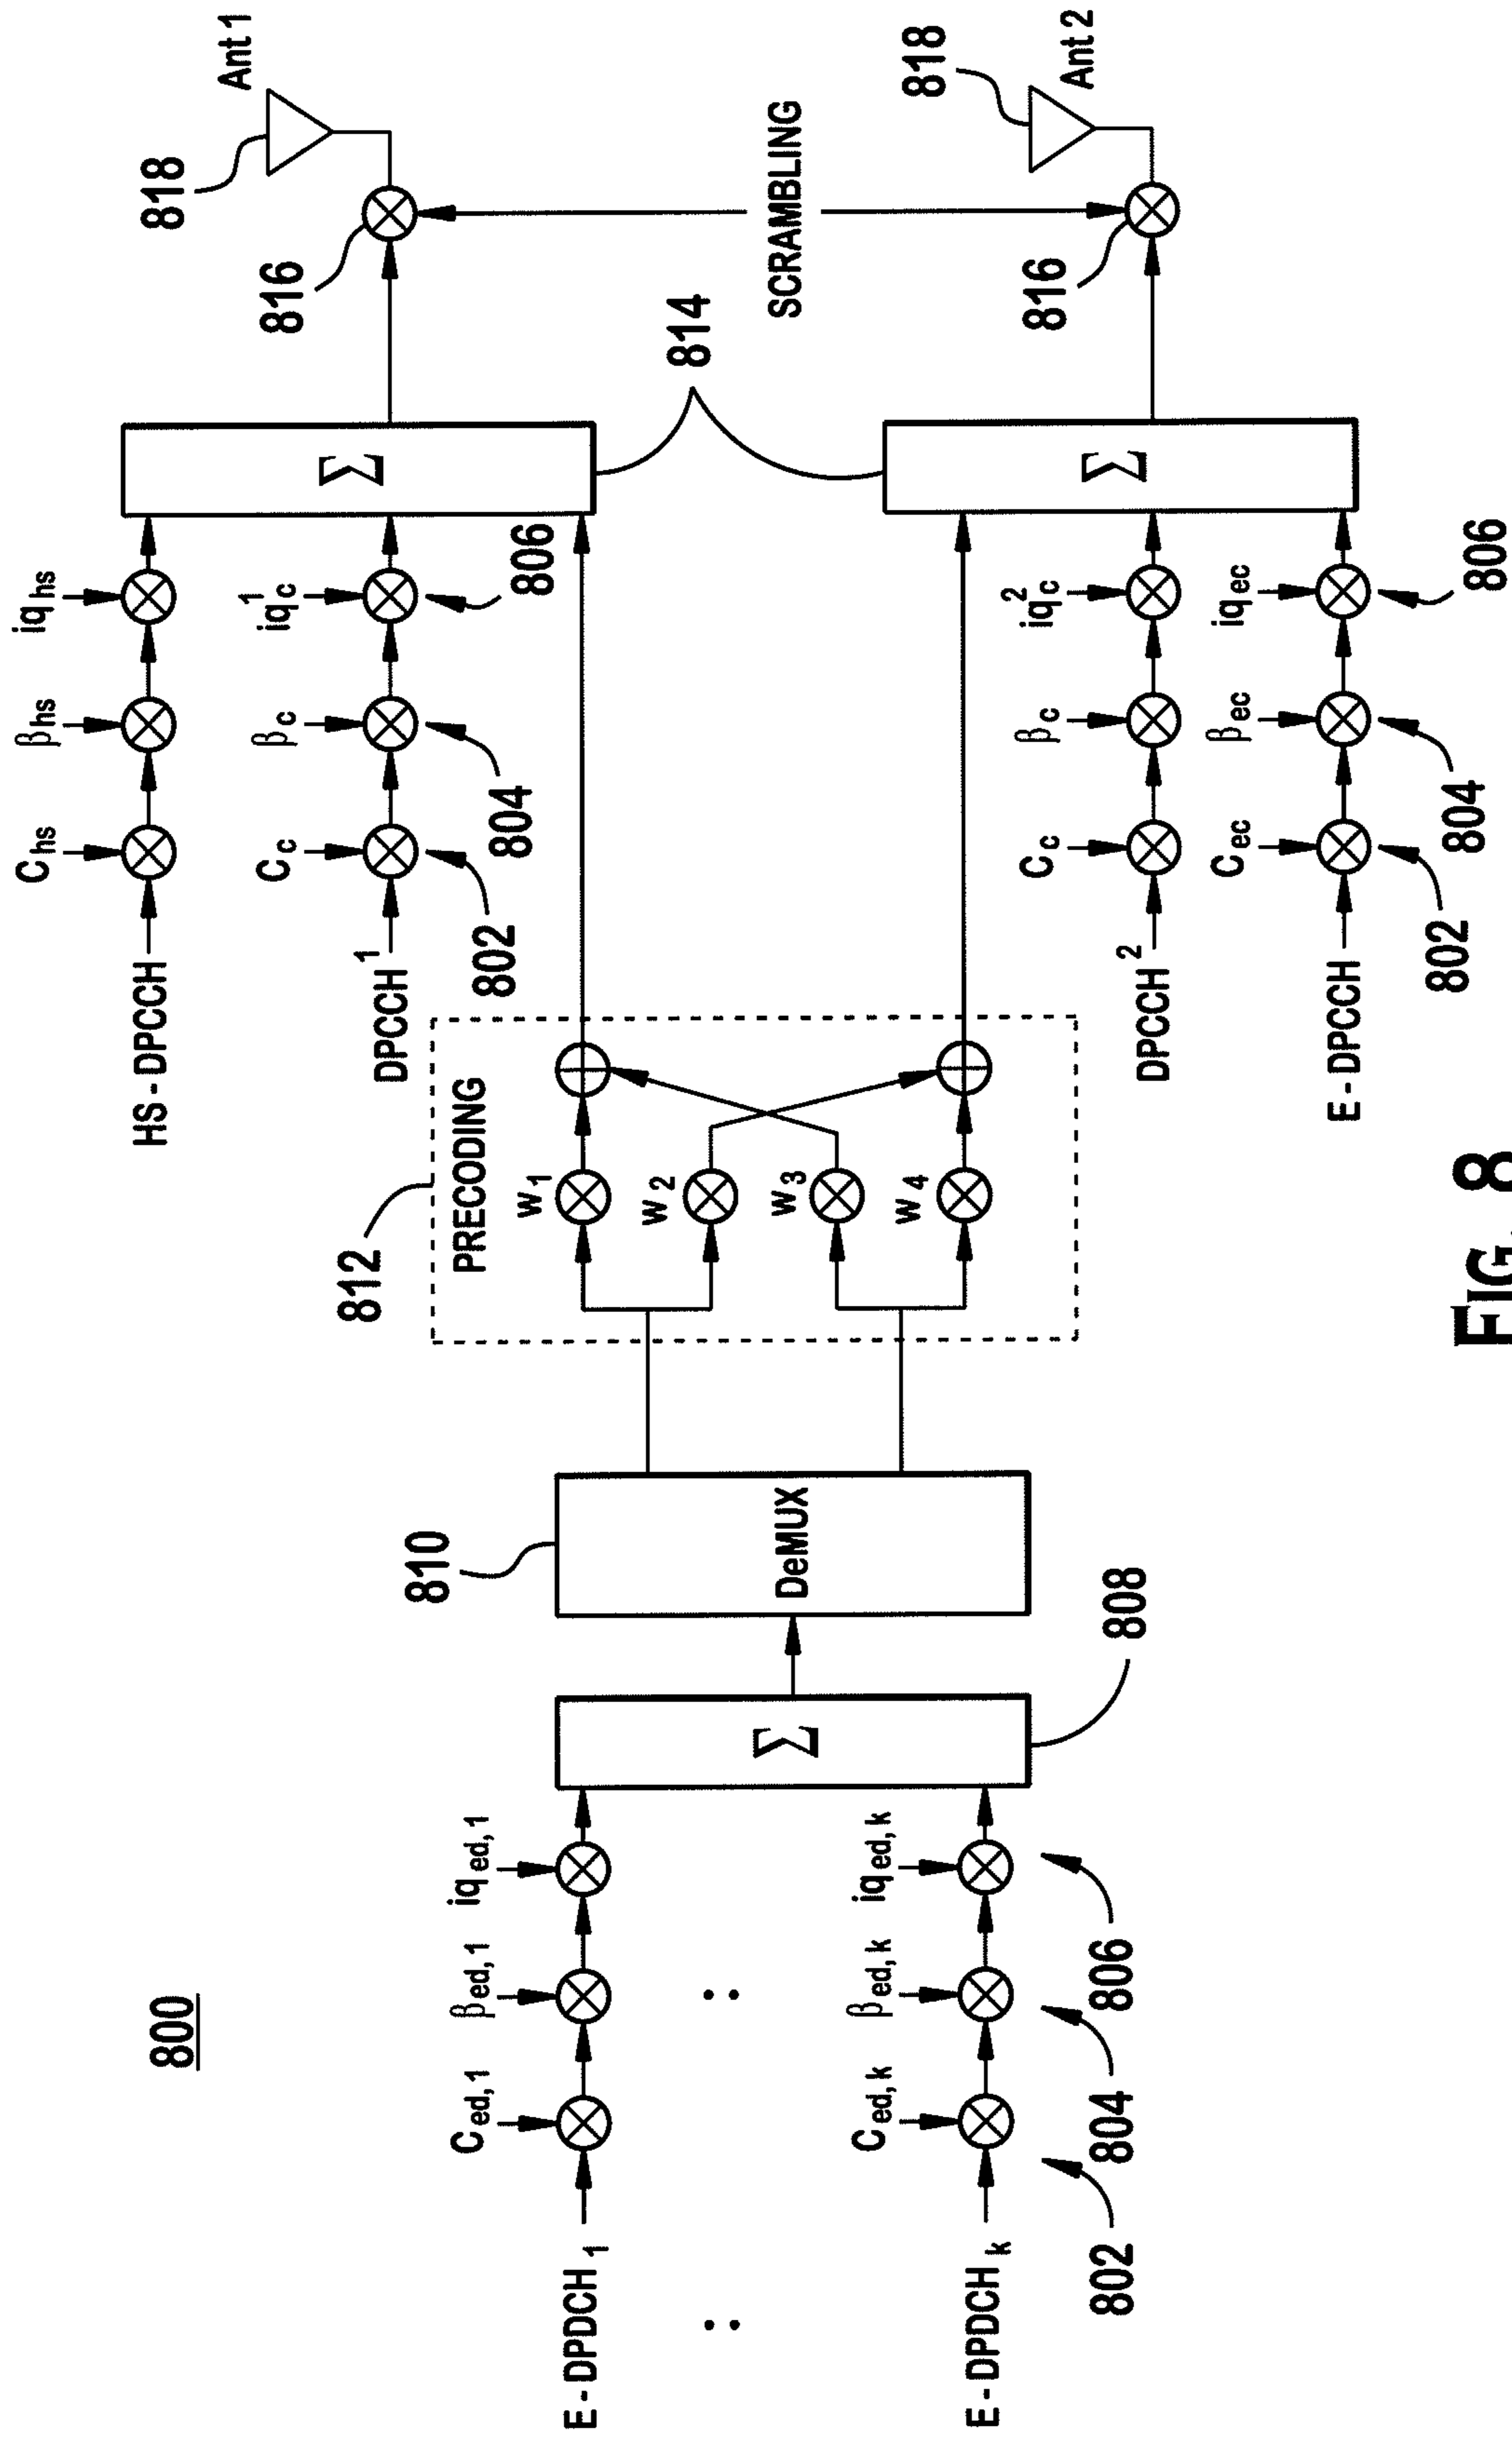 800
E - DPDCH 1
C ed, 1
β ed, 1
iq ed, 1
: :
E - DPDCH k
C ed, k
β ed, k
iq ed, k
802
804
806
Σ
808
DeMUX
810
812
PRECODING
w 1
w 2
w 3
w 4
HS - DPCCH
C hs
β hs
iq hs
DPCCH 1
C c
β c
iq c 1
802
804
806
Σ
814
816
818
Ant 1
SCRAMBLING
DPCCH 2
C c
β c
iq c 2
E - DPCCH
C ec
β ec
iq ec
802
804
806
Σ
816
818
Ant 2
FIG. 8